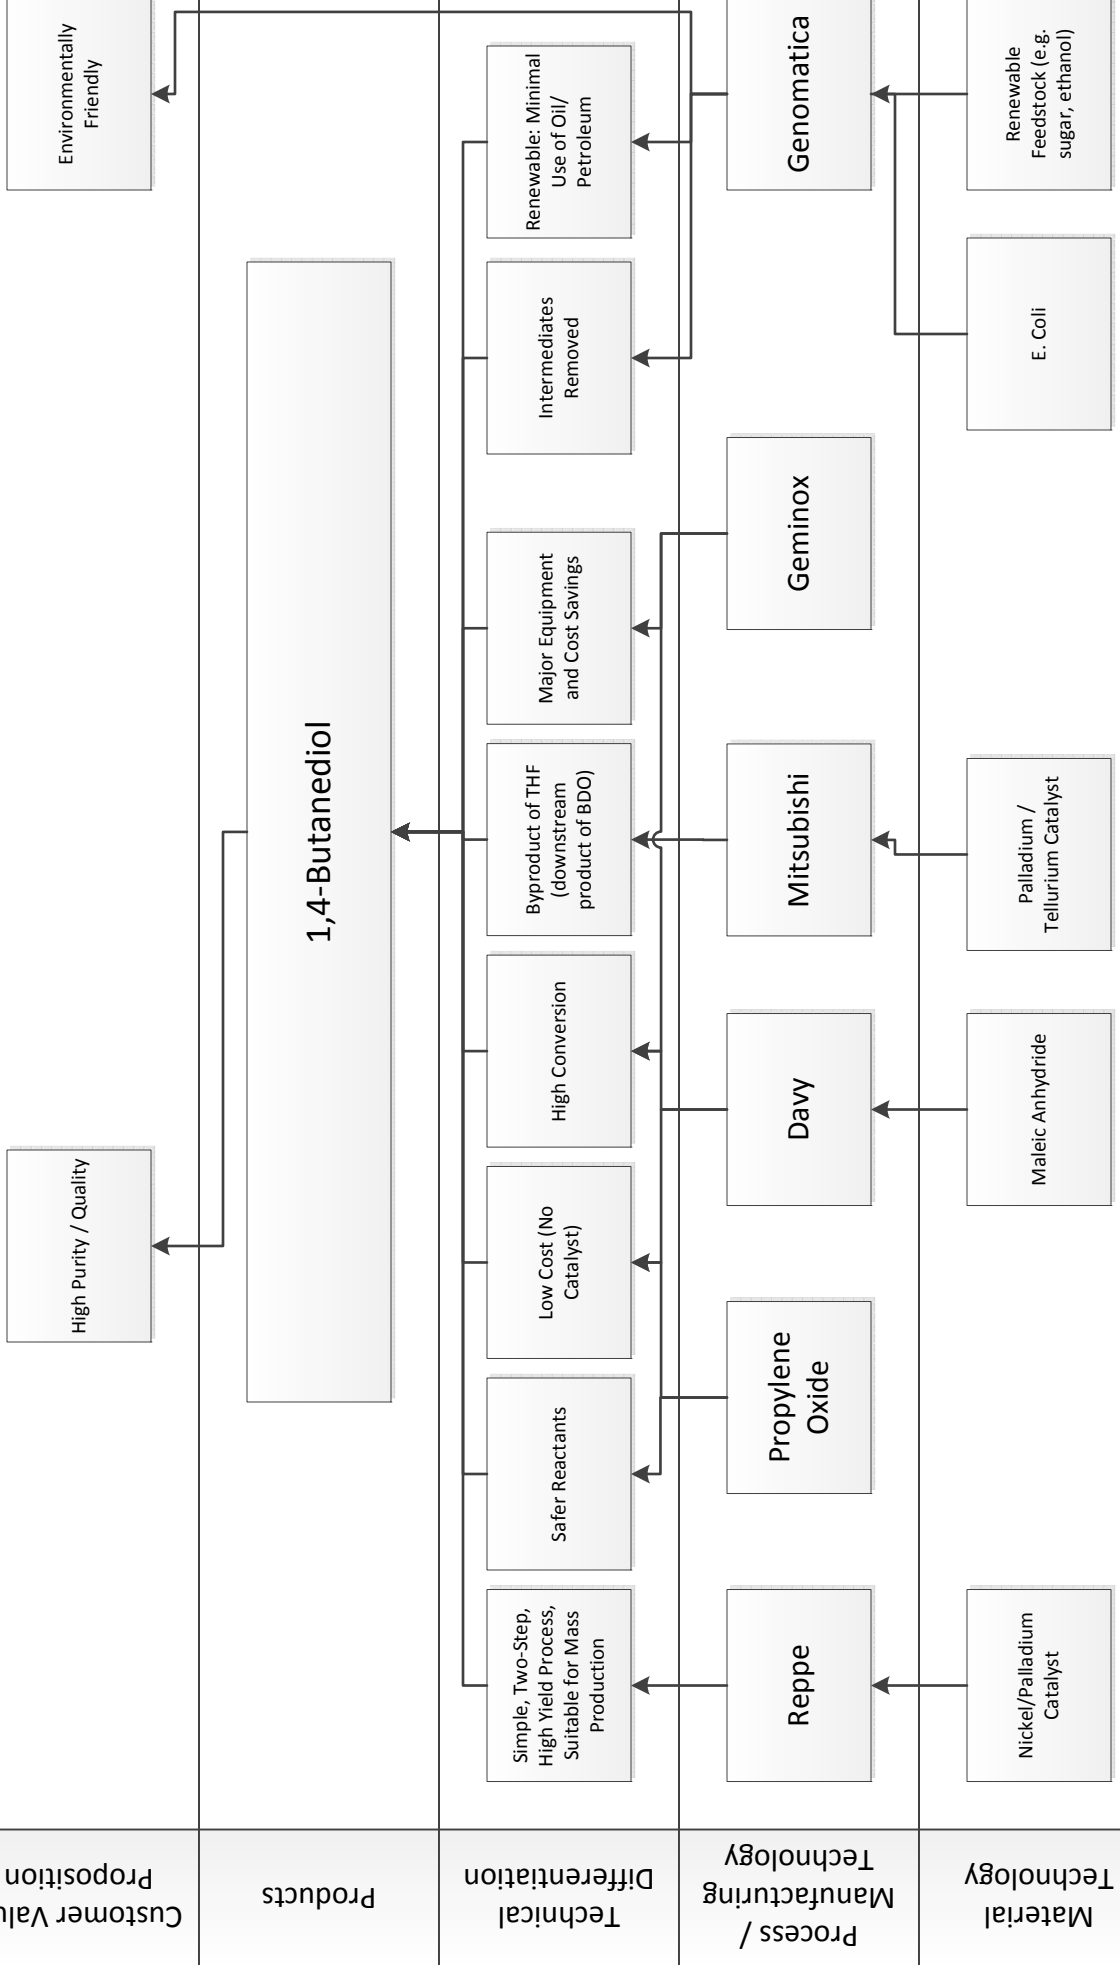 Customer Valu
Proposition
High Purity / Quality
Environmentally
Friendly
Products
1,4-Butanediol
Technical
Differentiation
Simple, Two-Step,
High Yield Process,
Suitable for Mass
Production
Safer Reactants
Low Cost (No
Catalyst)
High Conversion
Byproduct of THF
(downstream
product of BDO)
Major Equipment
and Cost Savings
Intermediates
Removed
Renewable: Minimal
Use of Oil/
Petroleum
Process /
Manufacturing
Technology
Reppe
Propylene
Oxide
Davy
Mitsubishi
Geminox
Genomatica
Material
Technology
Nickel/Palladium
Catalyst
Maleic Anhydride
Palladium /
Tellurium Catalyst
E. Coli
Renewable
Feedstock (e.g.
sugar, ethanol)